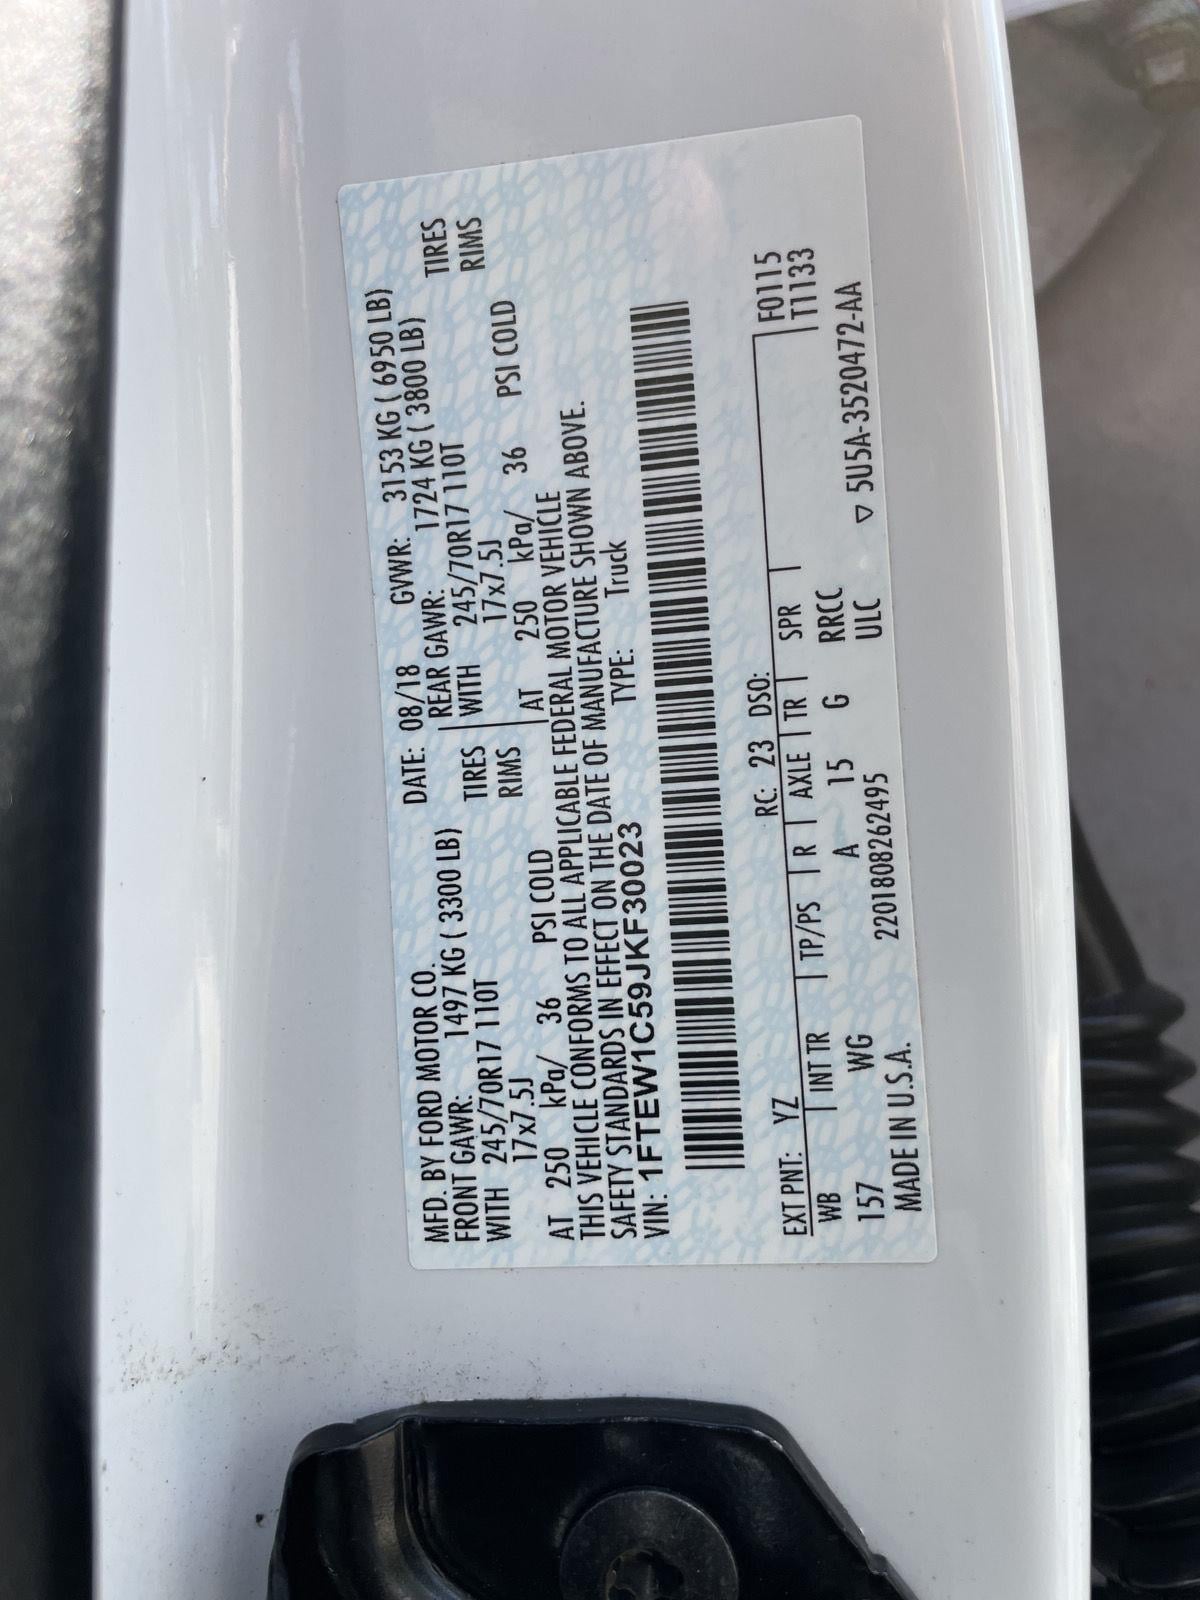 MFD. BY FORD MOTOR CO. DATE: 08/18 GVWR: 3153 KG ( 6950 LB)
FRONT GAWR: 1497 KG ( 3300 LB) REAR GAWR: 1724 KG ( 3800 LB)
WITH 245/70R17 110T TIRES WITH 245/70R17 110T TIRES
17x7.5J RIMS 17x7.5J RIMS
AT 250 kPa/ 36 PSI COLD AT 250 kPa/ 36 PSI COLD
THIS VEHICLE CONFORMS TO ALL APPLICABLE FEDERAL MOTOR VEHICLE
SAFETY STANDARDS IN EFFECT ON THE DATE OF MANUFACTURE SHOWN ABOVE.
VIN: 1FTEW1C59JKF30023 TYPE: Truck
EXT PNT: YZ RC: 23 DSO: F0115
WB INT TR TP/PS R AXLE TR SPR T1133
157 WG A 15 G RRCC
MADE IN U.S.A. 2201808262495 ULC ▽ 5U5A-3520472-AA